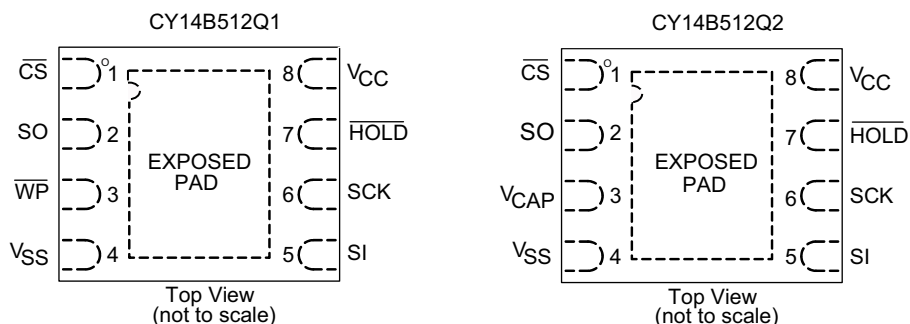 CY14B512Q1
CS 1 8 VCC
SO 2 7 HOLD
WP 3 6 SCK
VSS 4 5 SI
EXPOSED
PAD
Top View
(not to scale)
CY14B512Q2
CS 1 8 VCC
SO 2 7 HOLD
VCAP 3 6 SCK
VSS 4 5 SI
EXPOSED
PAD
Top View
(not to scale)